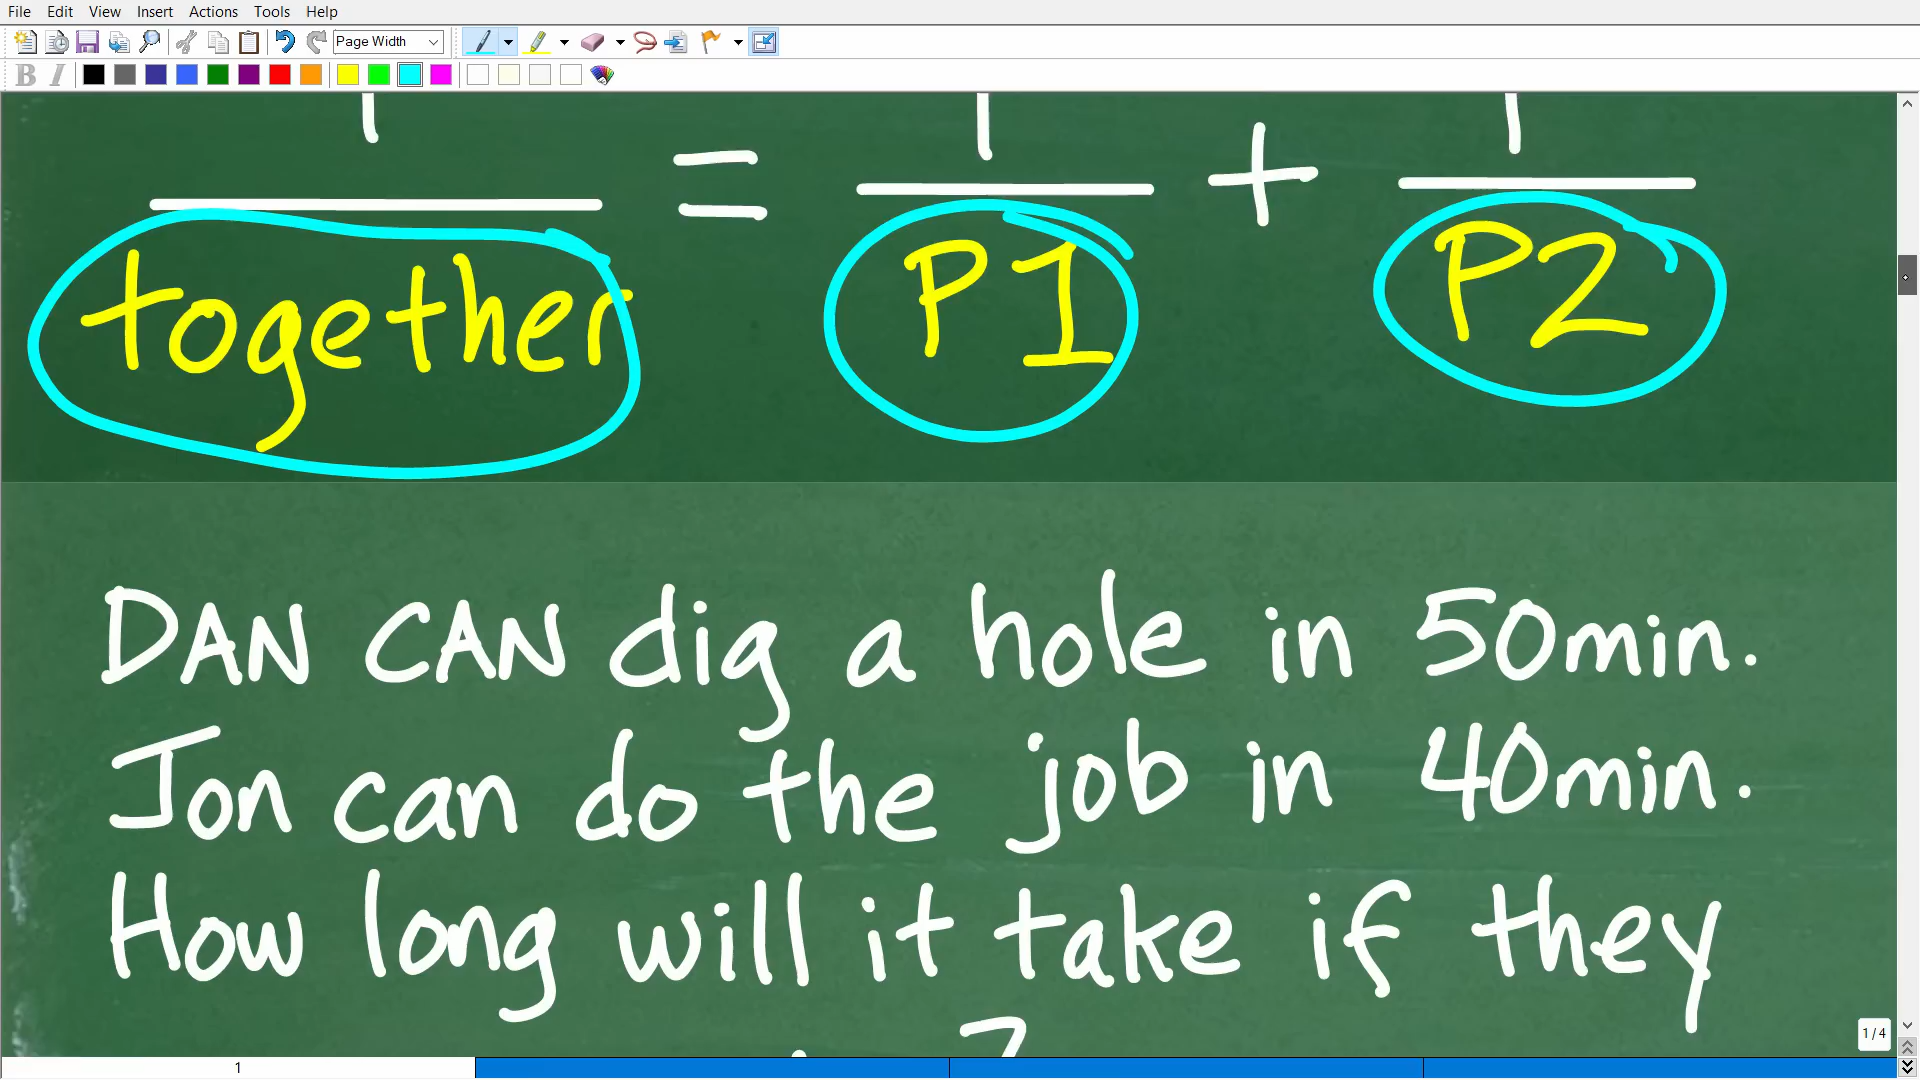 File Edit View Insert Actions Tools Help
Page Width
B I
1 = 1 + 1
together P1 P2
DAN CAN dig a hole in 50min.
Jon can do the job in 40min.
How long will it take if they
?
1 / 4
1